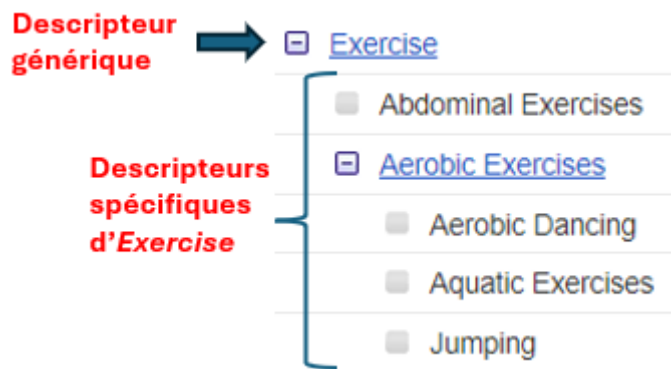 Descripteur
générique
Exercise
Abdominal Exercises
Aerobic Exercises
Descripteurs
spécifiques
d’Exercise
Aerobic Dancing
Aquatic Exercises
Jumping